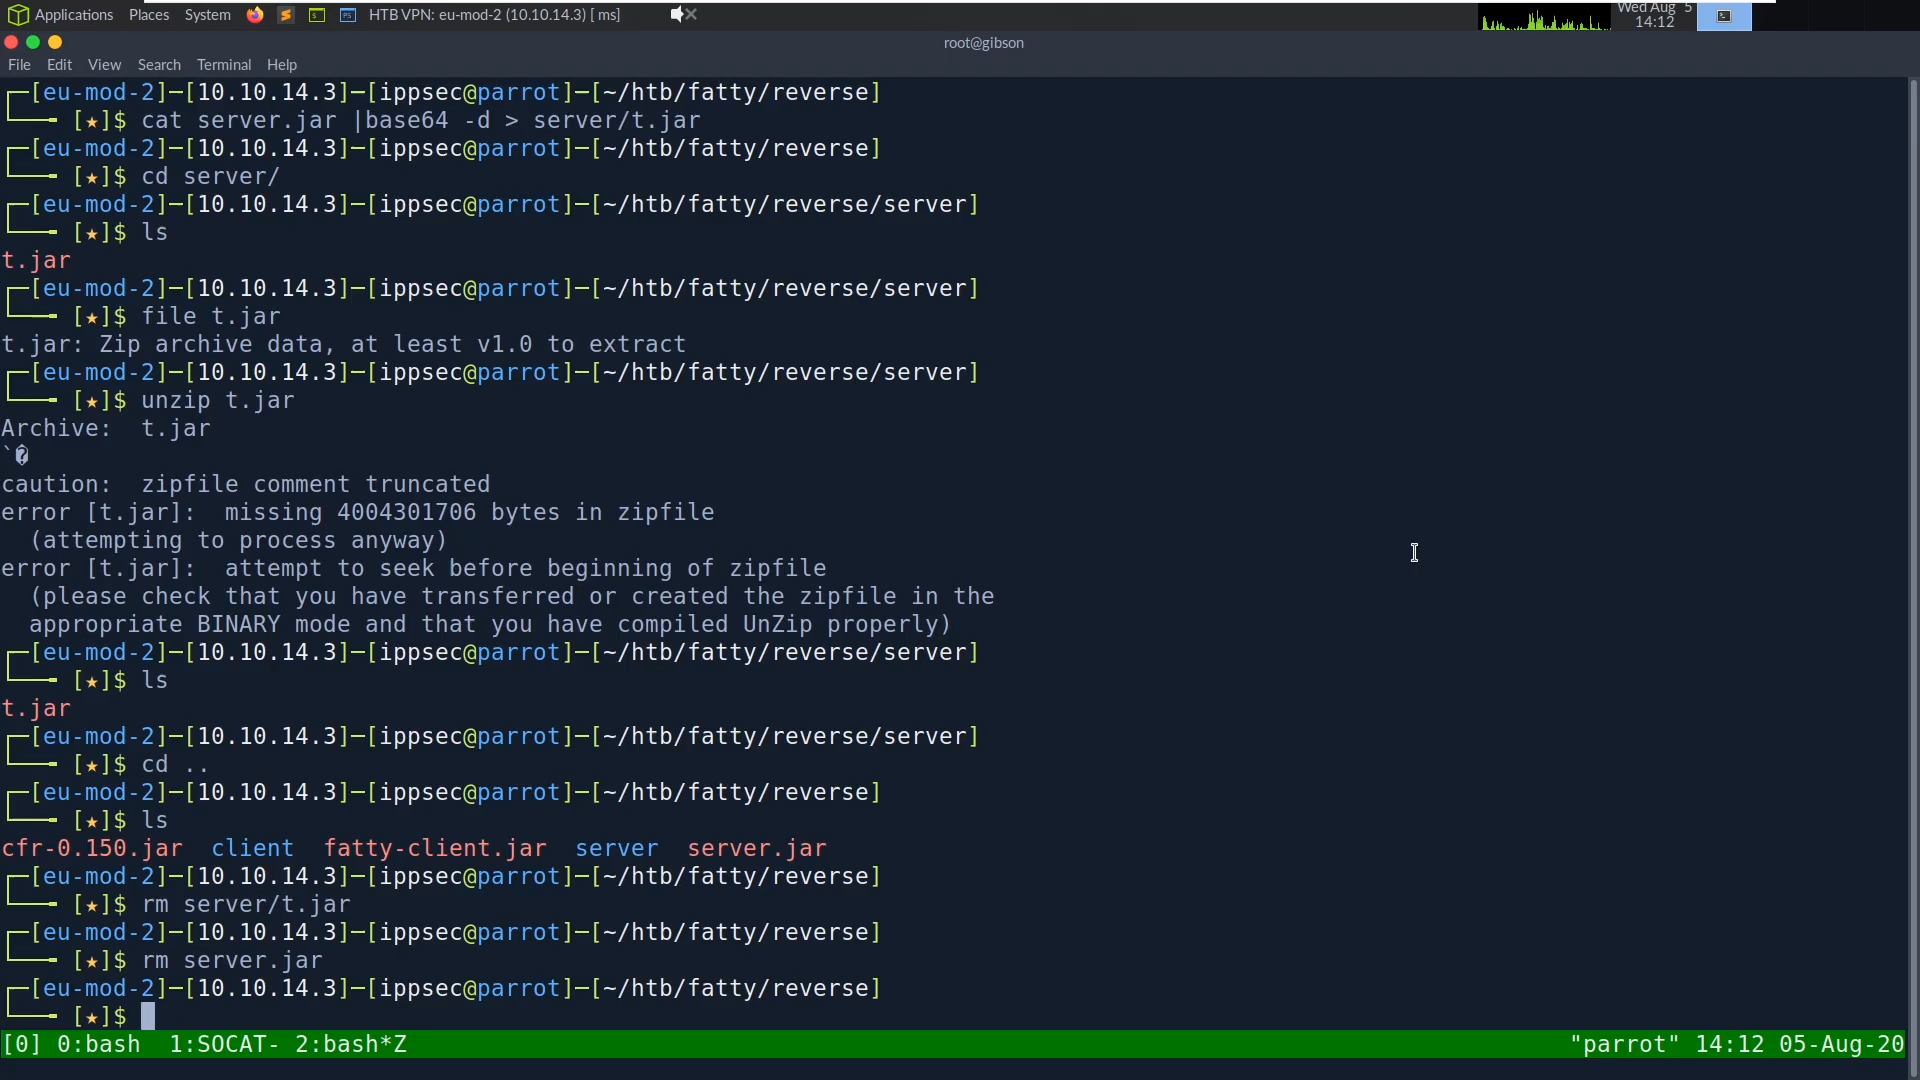 Applications Places System HTB VPN: eu-mod-2 (10.10.14.3) [ ms] Wed Aug 5
14:12
root@gibson
File Edit View Search Terminal Help
┌─[eu-mod-2]─[10.10.14.3]─[ippsec@parrot]─[~/htb/fatty/reverse]
└──╼ [★]$ cat server.jar |base64 -d > server/t.jar
┌─[eu-mod-2]─[10.10.14.3]─[ippsec@parrot]─[~/htb/fatty/reverse]
└──╼ [★]$ cd server/
┌─[eu-mod-2]─[10.10.14.3]─[ippsec@parrot]─[~/htb/fatty/reverse/server]
└──╼ [★]$ ls
t.jar
┌─[eu-mod-2]─[10.10.14.3]─[ippsec@parrot]─[~/htb/fatty/reverse/server]
└──╼ [★]$ file t.jar
t.jar: Zip archive data, at least v1.0 to extract
┌─[eu-mod-2]─[10.10.14.3]─[ippsec@parrot]─[~/htb/fatty/reverse/server]
└──╼ [★]$ unzip t.jar
Archive:  t.jar
`�
caution:  zipfile comment truncated
error [t.jar]:  missing 4004301706 bytes in zipfile
  (attempting to process anyway)
error [t.jar]:  attempt to seek before beginning of zipfile
  (please check that you have transferred or created the zipfile in the
  appropriate BINARY mode and that you have compiled UnZip properly)
┌─[eu-mod-2]─[10.10.14.3]─[ippsec@parrot]─[~/htb/fatty/reverse/server]
└──╼ [★]$ ls
t.jar
┌─[eu-mod-2]─[10.10.14.3]─[ippsec@parrot]─[~/htb/fatty/reverse/server]
└──╼ [★]$ cd ..
┌─[eu-mod-2]─[10.10.14.3]─[ippsec@parrot]─[~/htb/fatty/reverse]
└──╼ [★]$ ls
cfr-0.150.jar  client  fatty-client.jar  server  server.jar
┌─[eu-mod-2]─[10.10.14.3]─[ippsec@parrot]─[~/htb/fatty/reverse]
└──╼ [★]$ rm server/t.jar
┌─[eu-mod-2]─[10.10.14.3]─[ippsec@parrot]─[~/htb/fatty/reverse]
└──╼ [★]$ rm server.jar
┌─[eu-mod-2]─[10.10.14.3]─[ippsec@parrot]─[~/htb/fatty/reverse]
└──╼ [★]$
[0] 0:bash  1:SOCAT- 2:bash*Z "parrot" 14:12 05-Aug-20